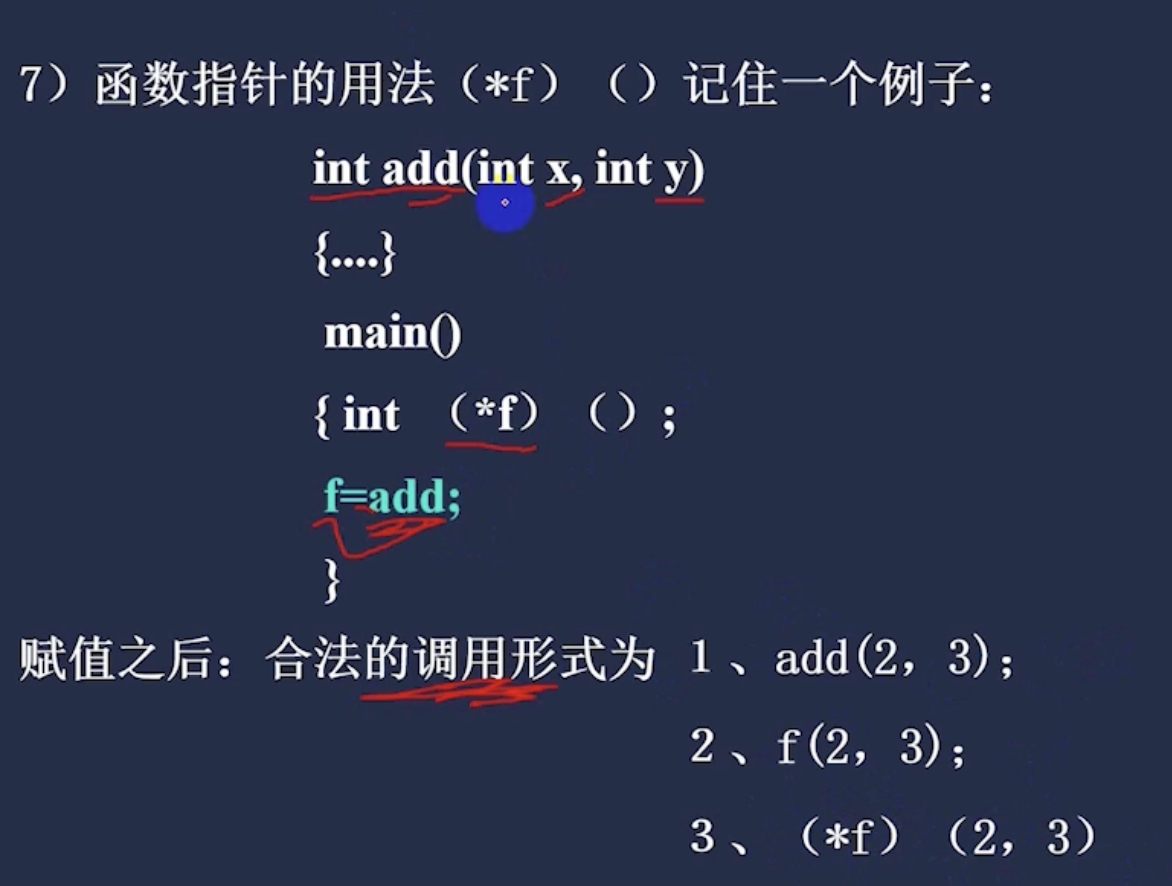 7）函数指针的用法（*f）（）记住一个例子：
int add(int x, int y)
{....}
main()
{ int （*f）（）;
f=add;
}
赋值之后：合法的调用形式为 1、add(2, 3);
2、f(2, 3);
3、（*f）（2, 3）